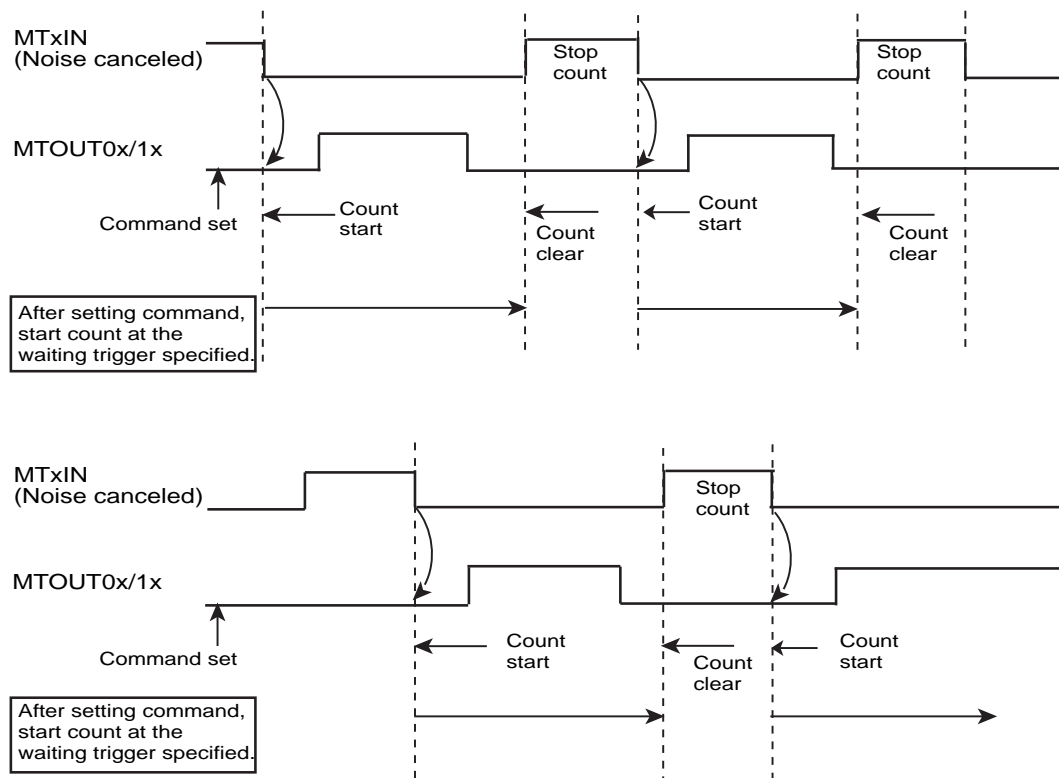 MTxIN
(Noise canceled)
Stop
count
Stop
count
MTOUT0x/1x
Command set
Count
start
Count
clear
Count
start
Count
clear
After setting command,
start count at the
waiting trigger specified.
MTxIN
(Noise canceled)
Stop
count
MTOUT0x/1x
Command set
Count
start
Count
clear
Count
start
After setting command,
start count at the
waiting trigger specified.